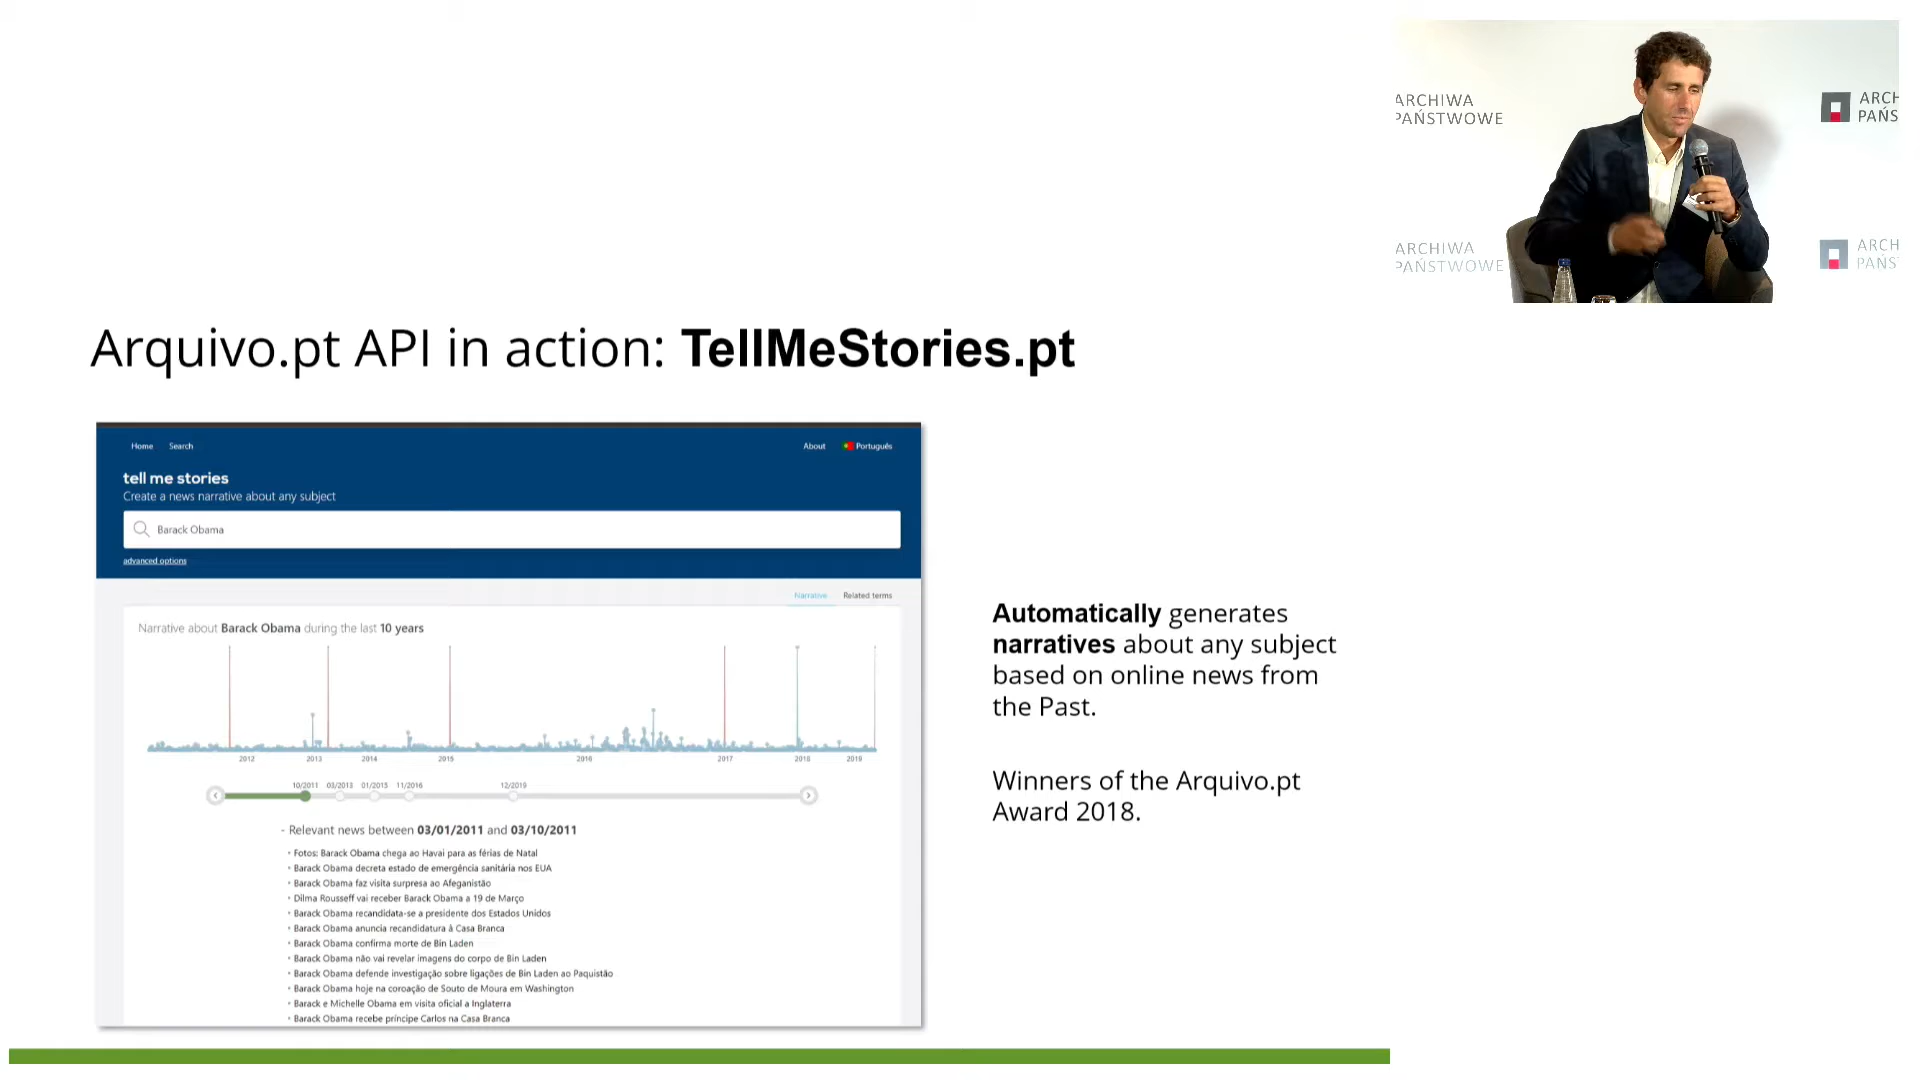 ARCHIWA
PAŃSTWOWE
ARCH
PAŃS
ARCHIWA
PAŃSTWOWE
ARCH
PAŃS
Arquivo.pt API in action: TellMeStories.pt
Home Search About Português
tell me stories
Create a news narrative about any subject
Barack Obama
advanced options
Narrative Related terms
Narrative about Barack Obama during the last 10 years
2012 2013 2014 2015 2016 2017 2018 2019
10/2011 03/2013 01/2015 11/2016 12/2019
- Relevant news between 03/01/2011 and 03/10/2011
• Fotos: Barack Obama chega ao Havai para as férias de Natal
• Barack Obama decreta estado de emergência sanitária nos EUA
• Barack Obama faz visita surpresa ao Afeganistão
• Dilma Rousseff vai receber Barack Obama a 19 de Março
• Barack Obama recandidata-se a presidente dos Estados Unidos
• Barack Obama anuncia recandidatura à Casa Branca
• Barack Obama confirma morte de Bin Laden
• Barack Obama não vai revelar imagens do corpo de Bin Laden
• Barack Obama defende investigação sobre ligações de Bin Laden ao Paquistão
• Barack Obama hoje na coroação de Souto de Moura em Washington
• Barack e Michelle Obama em visita oficial a Inglaterra
• Barack Obama recebe príncipe Carlos na Casa Branca
Automatically generates
narratives about any subject
based on online news from
the Past.
Winners of the Arquivo.pt
Award 2018.